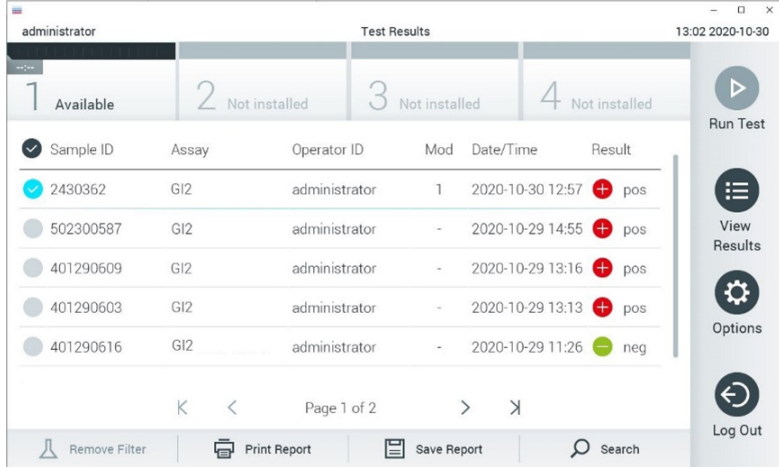 administrator Test Results 13:02 2020-10-30
--:--
1 Available 2 Not installed 3 Not installed 4 Not installed
Run Test
Sample ID Assay Operator ID Mod Date/Time Result
2430362 GI2 administrator 1 2020-10-30 12:57 pos
502300587 GI2 administrator - 2020-10-29 14:55 pos
View
Results
401290609 GI2 administrator - 2020-10-29 13:16 pos
401290603 GI2 administrator - 2020-10-29 13:13 pos
Options
401290616 GI2 administrator - 2020-10-29 11:26 neg
Page 1 of 2
Log Out
Remove Filter Print Report Save Report Search